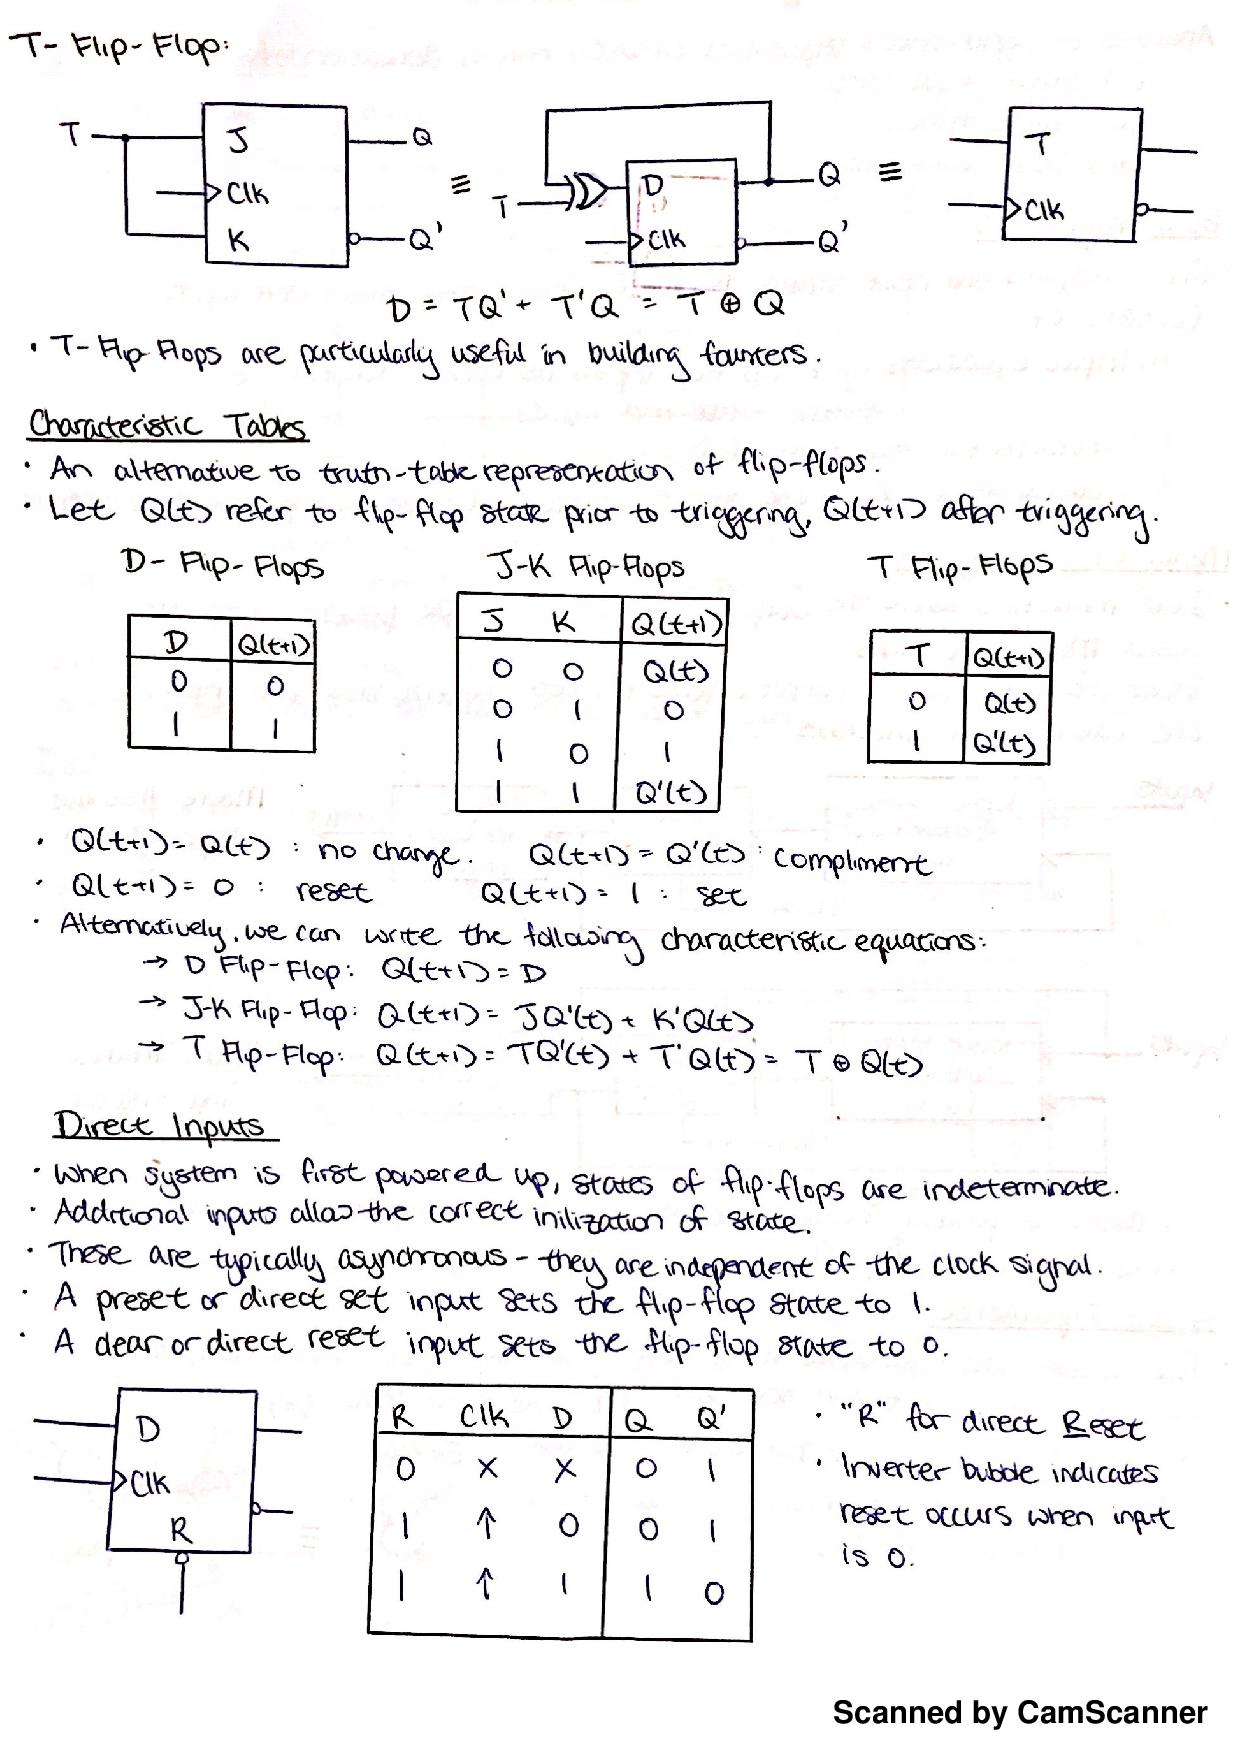 T- Flip-Flop:
T J Q ≡ Q ≡ T
Clk T D Clk
K Q' Clk Q'
D = TQ' + T'Q = T ⊕ Q
· T-Flip Flops are particularly useful in building counters.
Characteristic Tables
· An alternative to truth-table representation of flip-flops.
· Let Q(t) refer to flip-flop state prior to triggering, Q(t+1) after triggering.
D- Flip-Flops J-K Flip-Flops T Flip-Flops
D Q(t+1)
0 0
1 1
J K Q(t+1)
0 0 Q(t)
0 1 0
1 0 1
1 1 Q'(t)
T Q(t+1)
0 Q(t)
1 Q'(t)
· Q(t+1)= Q(t) : no change. Q(t+1) = Q'(t) : compliment
· Q(t+1)= 0 : reset Q(t+1) = 1 : set
· Alternatively, we can write the following characteristic equations:
→ D Flip-Flop: Q(t+1) = D
→ J-K Flip-Flop: Q(t+1) = JQ'(t) + K'Q(t)
→ T Flip-Flop: Q(t+1) = TQ'(t) + T'Q(t) = T ⊕ Q(t)
Direct Inputs
· When system is first powered up, states of flip-flops are indeterminate.
· Additional inputs allow the correct inilization of state.
· These are typically asynchronous - they are independent of the clock signal.
· A preset or direct set input sets the flip-flop state to 1.
· A clear or direct reset input sets the flip-flop state to 0.
D
Clk
R
R Clk D Q Q'
0 X X 0 1
1 ↑ 0 0 1
1 ↑ 1 1 0
· "R" for direct Reset
· Inverter bubble indicates
reset occurs when input
is 0.
Scanned by CamScanner